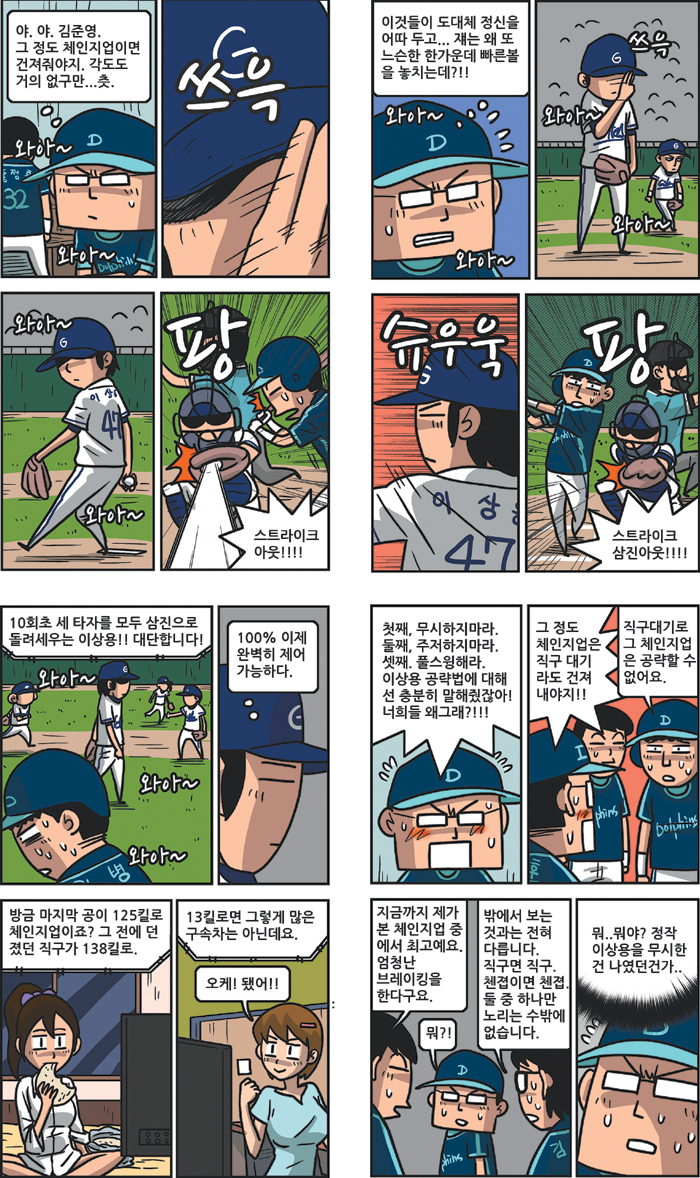 야. 야. 김준영.
그 정도 체인지업이면
건져줘야지. 각도도
거의 없구만...춋.
와아~
32
D
와아~
Dolphins
G
쓰윽
와아~
G
이 상
47
와아~
팡
스트라이크
아웃!!!!
이것들이 도대체 정신을
어따 두고... 쟤는 왜 또
느슨한 한가운데 빠른볼
을 놓치는데?!!
와아~
D
와아~
쓰윽
G
와아~
와아~
슈우욱
G
이 상
47
팡
D
스트라이크
삼진아웃!!!!
10회초 세 타자를 모두 삼진으로
돌려세우는 이상용!! 대단합니다!
와아~
와아~
와아~
100% 이제
완벽히 제어
가능하다.
G
방금 마지막 공이 125킬로
체인지업이죠? 그 전에 던
졌던 직구가 138킬로.
13킬로면 그렇게 많은
구속차는 아닌데요.
오케! 됐어!!
첫째, 무시하지마라.
둘째, 주저하지마라.
셋째. 풀스윙해라.
이상용 공략법에 대해
선 충분히 말해줬잖아!
너희들 왜그래?!!!
D
그 정도
체인지업은
직구 대기
라도 건져
내야지!!
직구대기로
그 체인지업
은 공략할 수
없어요.
D
phins
Dolphins
지금까지 제가
본 체인지업 중
에서 최고예요.
엄청난
브레이킹을
한다구요.
뭐?!
D
phins
밖에서 보는
것과는 전혀
다릅니다.
직구면 직구.
첸접이면 첸접.
둘 중 하나만
노리는 수밖에
없습니다.
뭐..뭐야? 정작
이상용을 무시한
건 나였던건가..
D